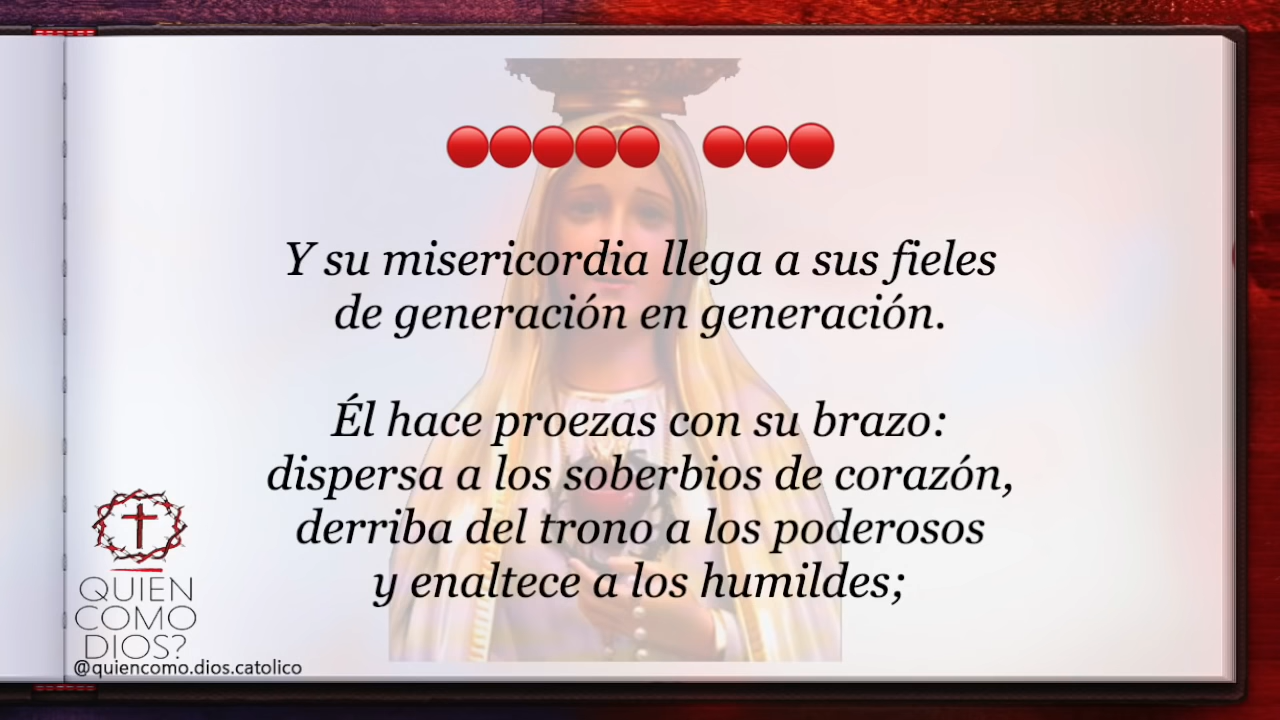 Y su misericordia llega a sus fieles
de generación en generación.
Él hace proezas con su brazo:
dispersa a los soberbios de corazón,
derriba del trono a los poderosos
y enaltece a los humildes;
QUIEN
COMO
DIOS?
@quiencomo.dios.catolico